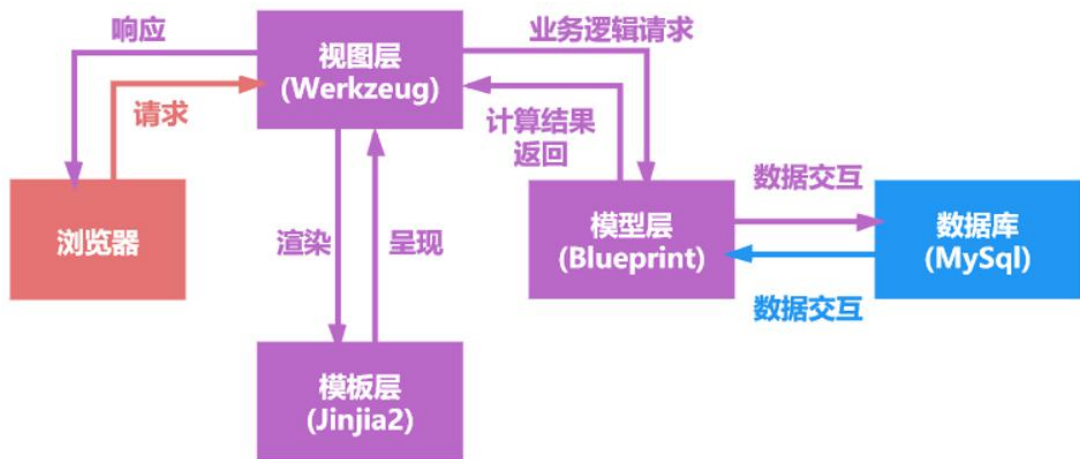 响应
视图层
(Werkzeug)
业务逻辑请求
请求
计算结果
返回
浏览器
渲染
呈现
模型层
(Blueprint)
数据交互
数据库
(MySql)
数据交互
模板层
(Jinjia2)